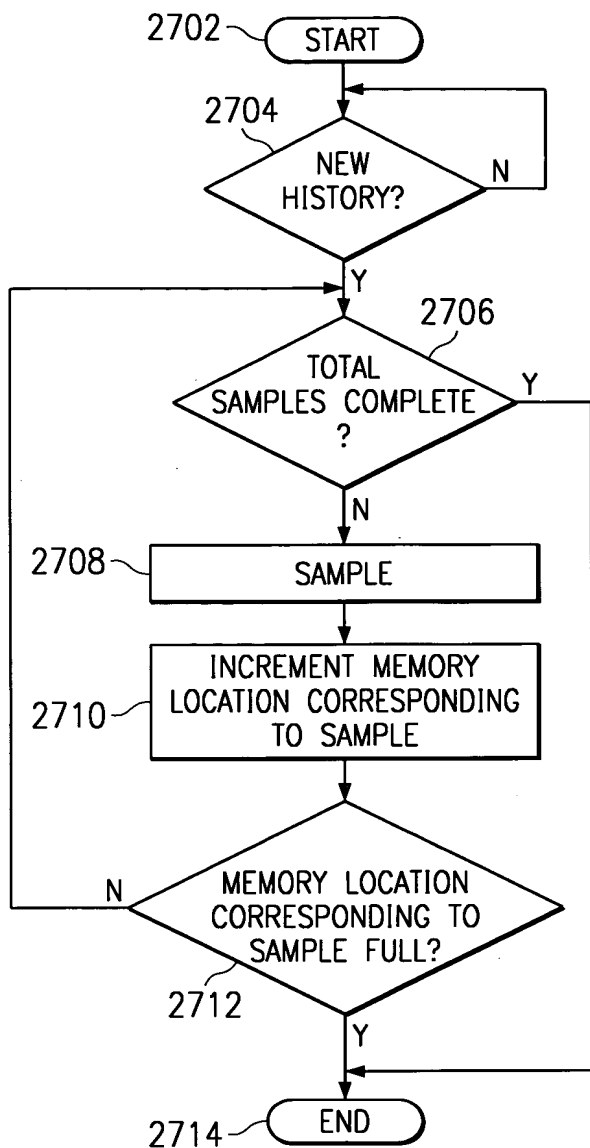 2702
START
2704
NEW
HISTORY?
N
Y
2706
TOTAL
SAMPLES COMPLETE
?
Y
N
2708
SAMPLE
2710
INCREMENT MEMORY
LOCATION CORRESPONDING
TO SAMPLE
N
MEMORY LOCATION
CORRESPONDING TO
SAMPLE FULL?
2712
Y
2714
END